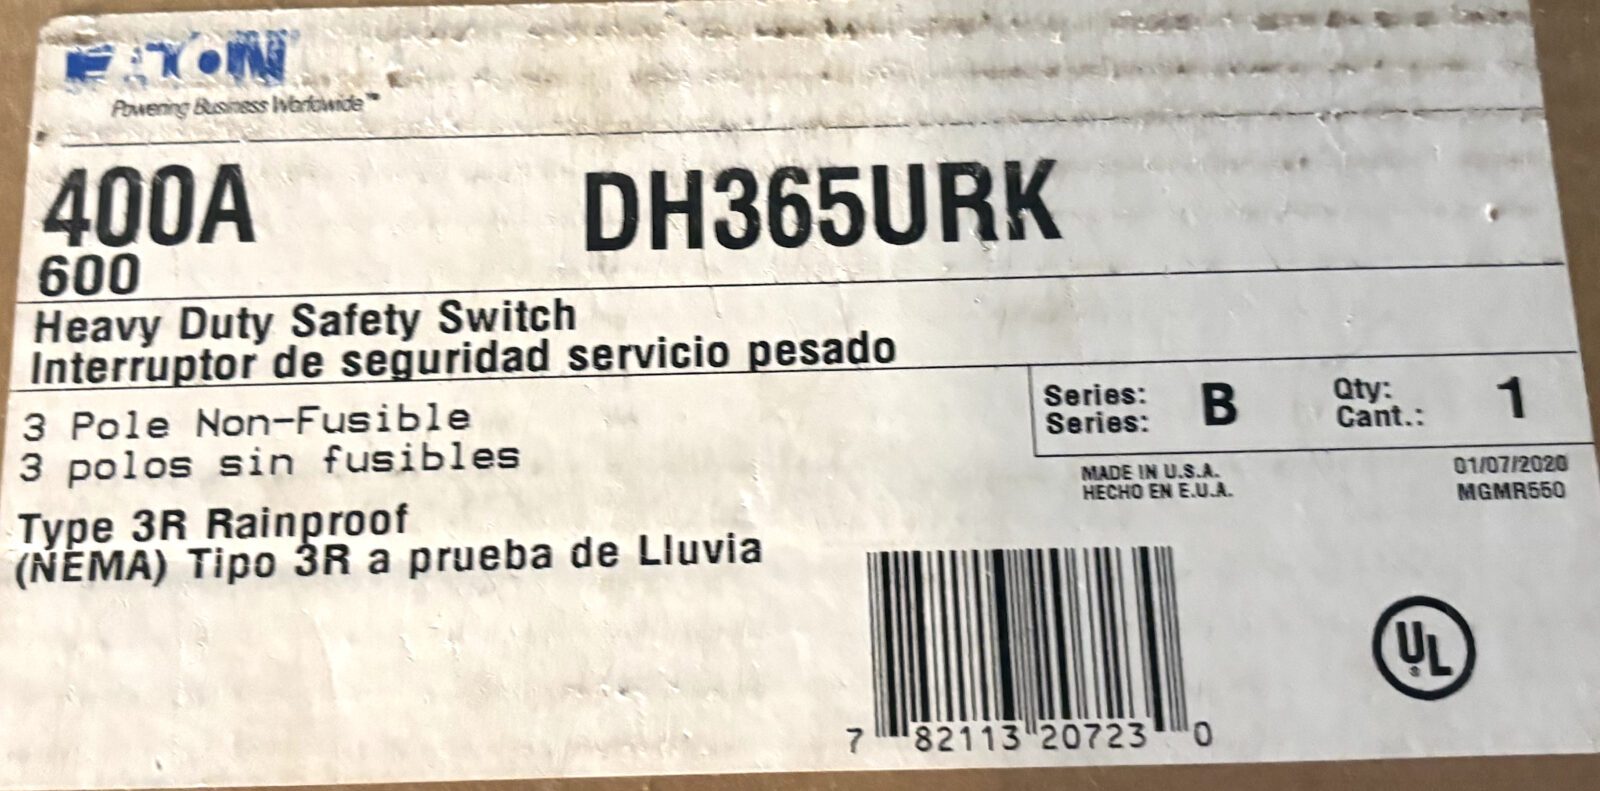 EATON
Powering Business Worldwide™
400A DH365URK
600
Heavy Duty Safety Switch
Interruptor de seguridad servicio pesado
3 Pole Non-Fusible
3 polos sin fusibles
Series: B Qty: 1
Series: Cant.:
MADE IN U.S.A. 01/07/2020
HECHO EN E.U.A. MGMR550
Type 3R Rainproof
(NEMA) Tipo 3R a prueba de Lluvia
UL
7 82113 20723 0